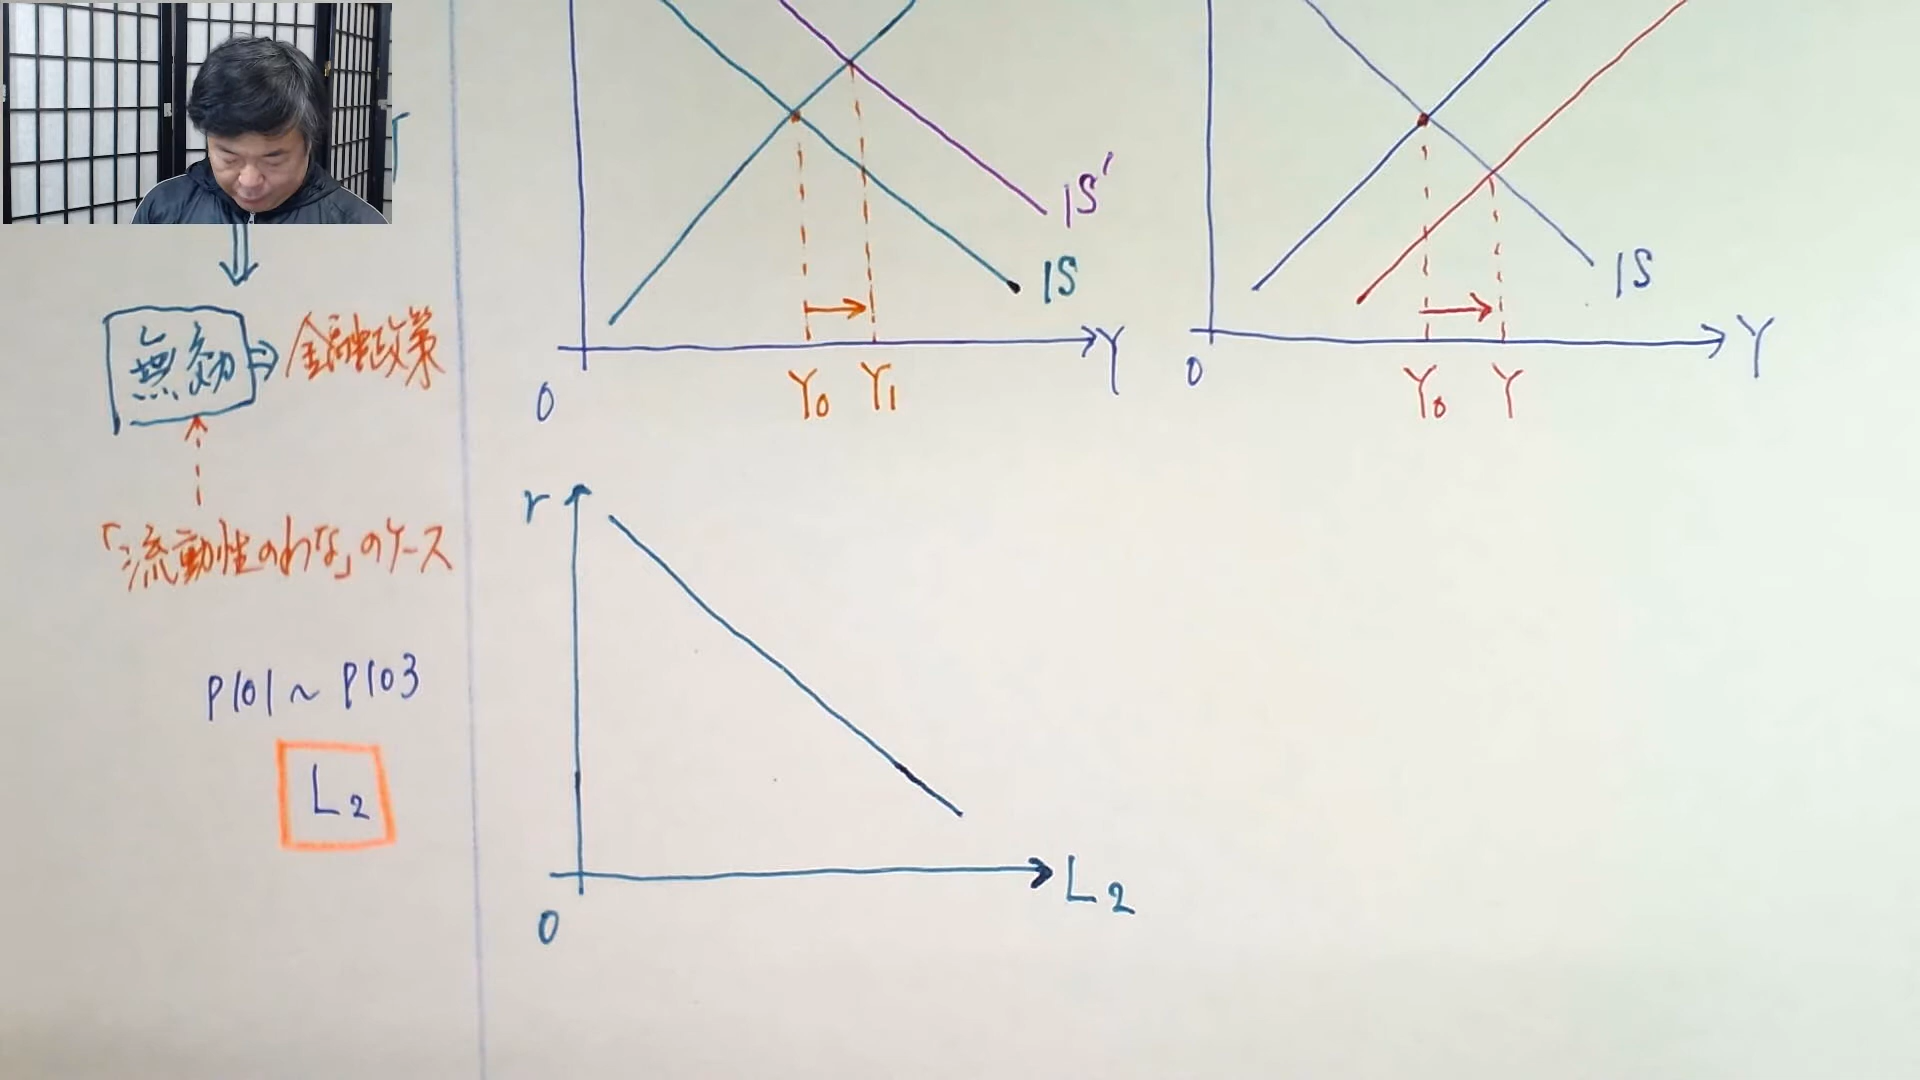 無効 ⇒ 金融政策
「流動性のわな」のケース
P101～P103
L2
IS'
IS
Y
0
Y0 Y1
IS
Y
0
Y0 Y
r
L2
0